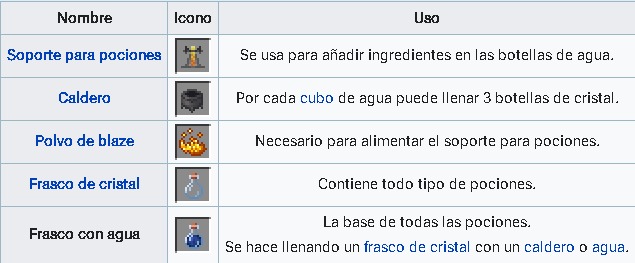 Nombre Icono Uso
Soporte para pociones Se usa para añadir ingredientes en las botellas de agua.
Caldero Por cada cubo de agua puede llenar 3 botellas de cristal.
Polvo de blaze Necesario para alimentar el soporte para pociones.
Frasco de cristal Contiene todo tipo de pociones.
Frasco con agua La base de todas las pociones.
Se hace llenando un frasco de cristal con un caldero o agua.